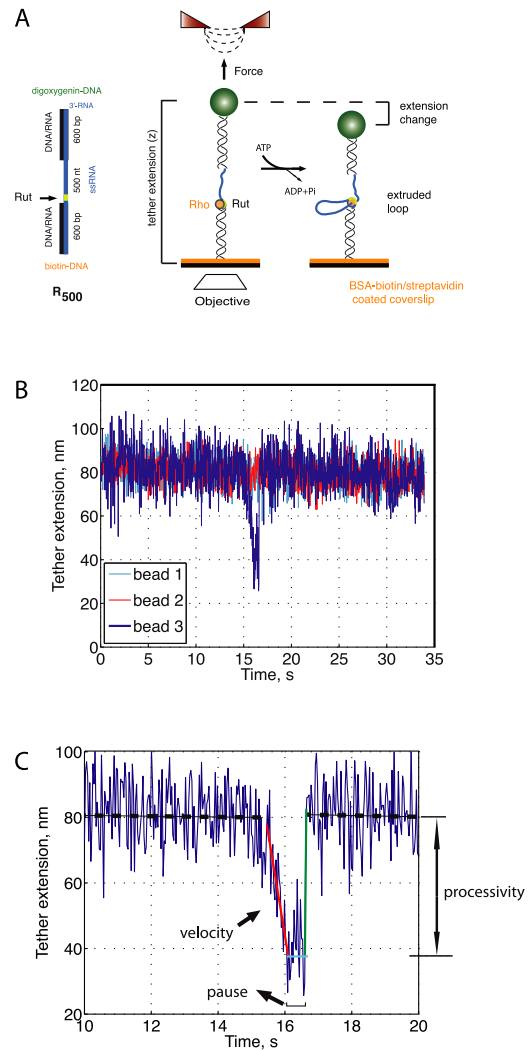 A
digoxygenin-DNA
3'-RNA
DNA/RNA
600 bp
500 nt
ssRNA
Rut
DNA/RNA
600 bp
biotin-DNA
R500
Force
tether extension (z)
ATP
ADP+Pi
Rho
Rut
Objective
extension
change
extruded
loop
BSA-biotin/streptavidin
coated coverslip
B
Tether extension, nm
120
100
80
60
40
20
0
bead 1
bead 2
bead 3
0 5 10 15 20 25 30 35
Time, s
C
Tether extension, nm
100
80
60
40
20
velocity
pause
processivity
10 12 14 16 18 20
Time, s